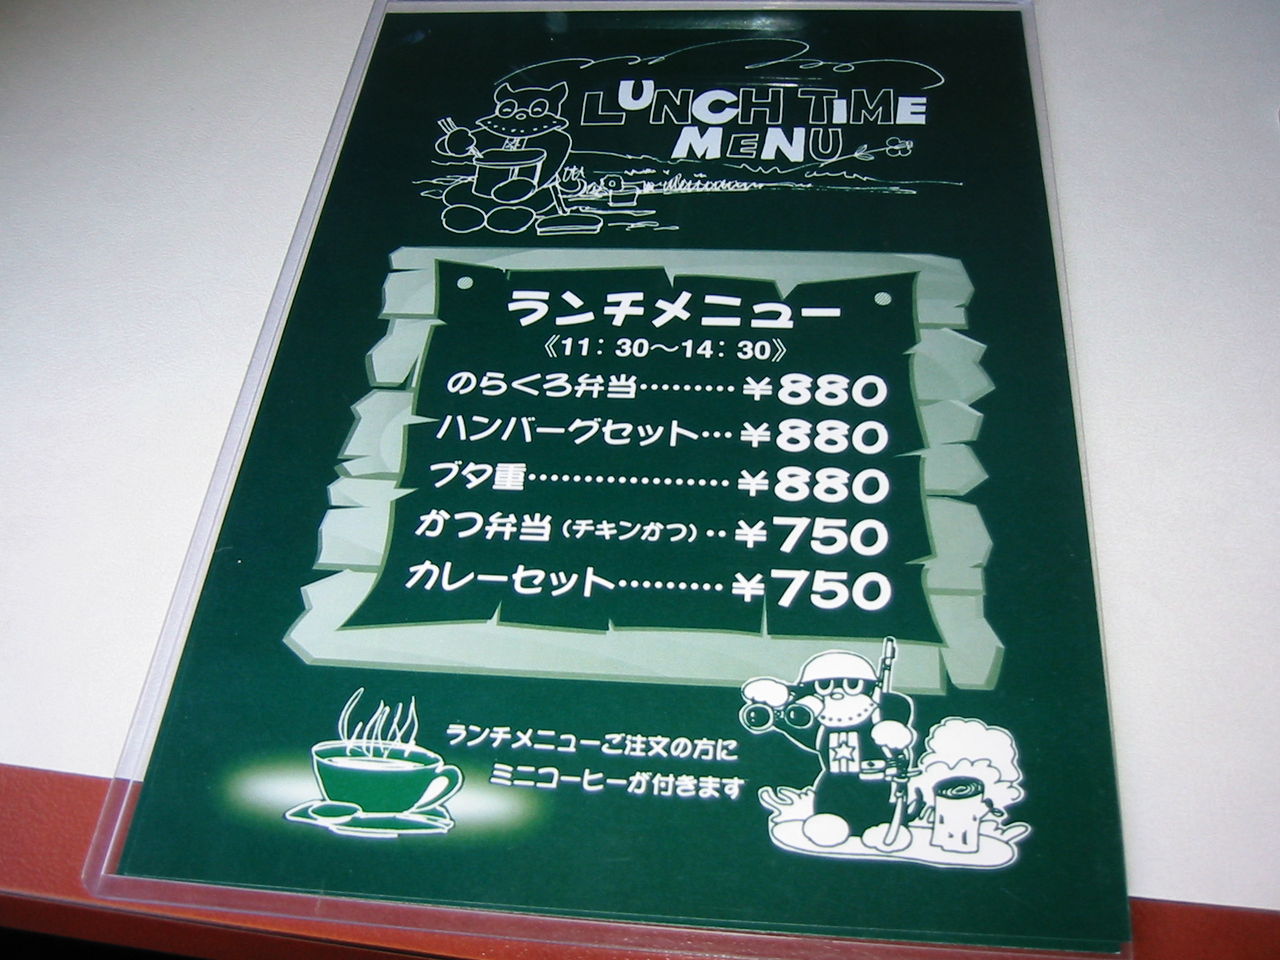 LUNCH TIME
MENU
ランチメニュー
《11：30～14：30》
のらくろ弁当………¥880
ハンバーグセット…¥880
ブタ重………………¥880
かつ弁当（チキンかつ）‥¥750
カレーセット………¥750
ランチメニューご注文の方に
ミニコーヒーが付きます